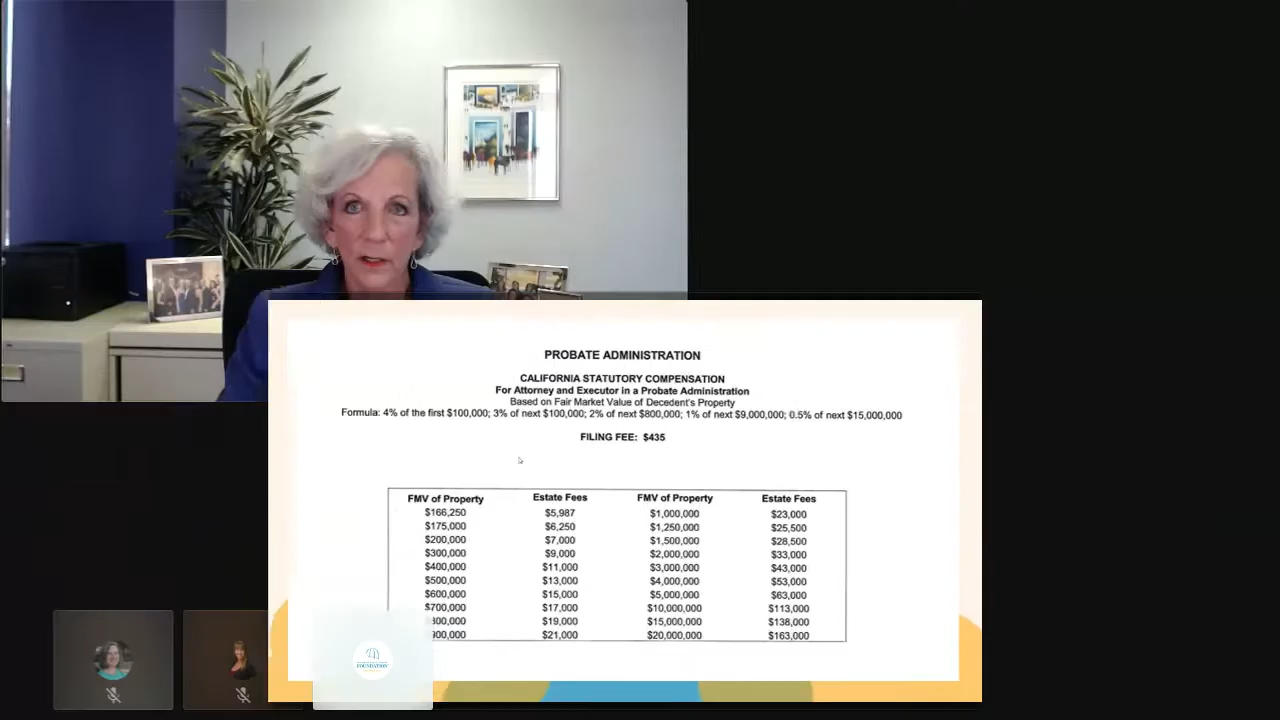 PROBATE ADMINISTRATION
CALIFORNIA STATUTORY COMPENSATION
For Attorney and Executor in a Probate Administration
Based on Fair Market Value of Decedent's Property
Formula: 4% of the first $100,000; 3% of next $100,000; 2% of next $800,000; 1% of next $9,000,000; 0.5% of next $15,000,000
FILING FEE: $435
FMV of Property Estate Fees FMV of Property Estate Fees
$166,250 $5,987 $1,000,000 $23,000
$175,000 $6,250 $1,250,000 $25,500
$200,000 $7,000 $1,500,000 $28,500
$300,000 $9,000 $2,000,000 $33,000
$400,000 $11,000 $3,000,000 $43,000
$500,000 $13,000 $4,000,000 $53,000
$600,000 $15,000 $5,000,000 $63,000
$700,000 $17,000 $10,000,000 $113,000
300,000 $19,000 $15,000,000 $138,000
900,000 $21,000 $20,000,000 $163,000
FOUNDATION